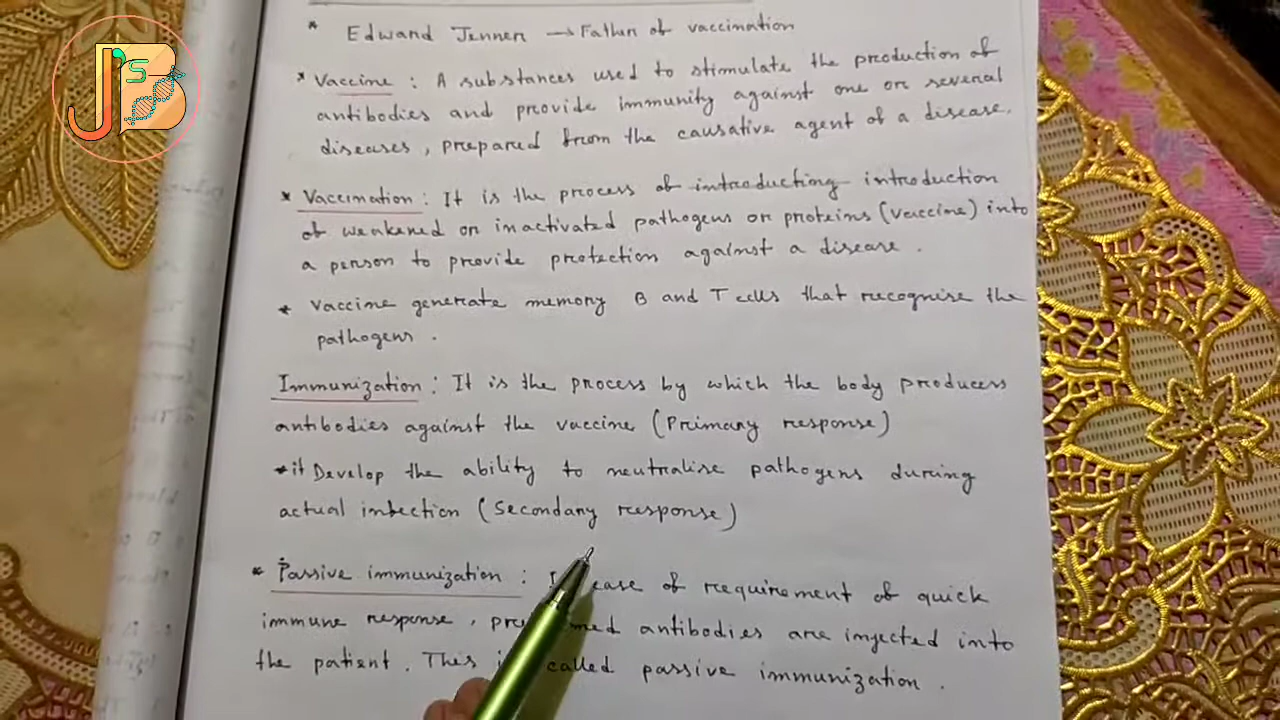 J's B
* Edward Jenner → Father of vaccination
* Vaccine : A substances used to stimulate the production of
antibodies and provide immunity against one or several
diseases, prepared from the causative agent of a disease.
* Vaccination : It is the process of introducting introduction
of weakened or inactivated pathogens or proteins (vaccine) into
a person to provide protection against a disease.
* vaccine generate memory B and T cells that recognise the
pathogens.
Immunization : It is the process by which the body producers
antibodies against the vaccine (Primary response)
* it Develop the ability to neutralise pathogens during
actual infection (Secondary response)
* Passive immunization : case of requirement of quick
immune response, antibodies are injected into
the patient. This called passive immunization.